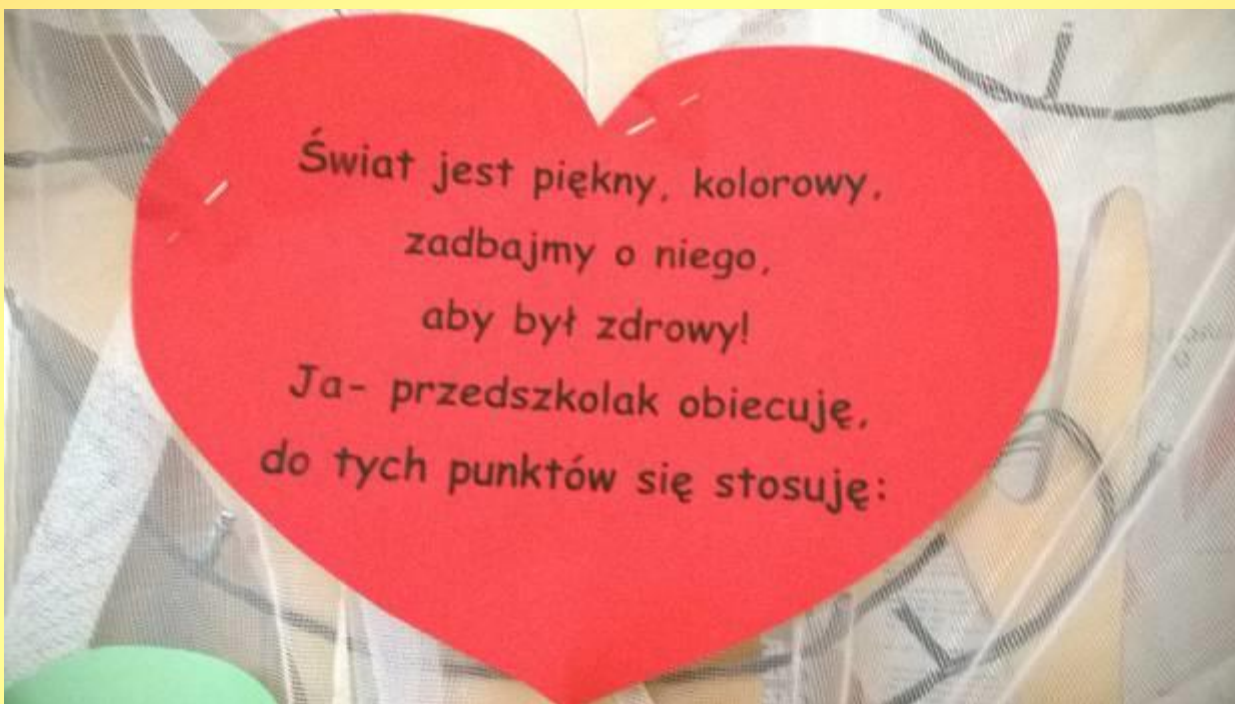 Świat jest piękny, kolorowy,
zadbajmy o niego,
aby był zdrowy!
Ja- przedszkolak obiecuję,
do tych punktów się stosuję: